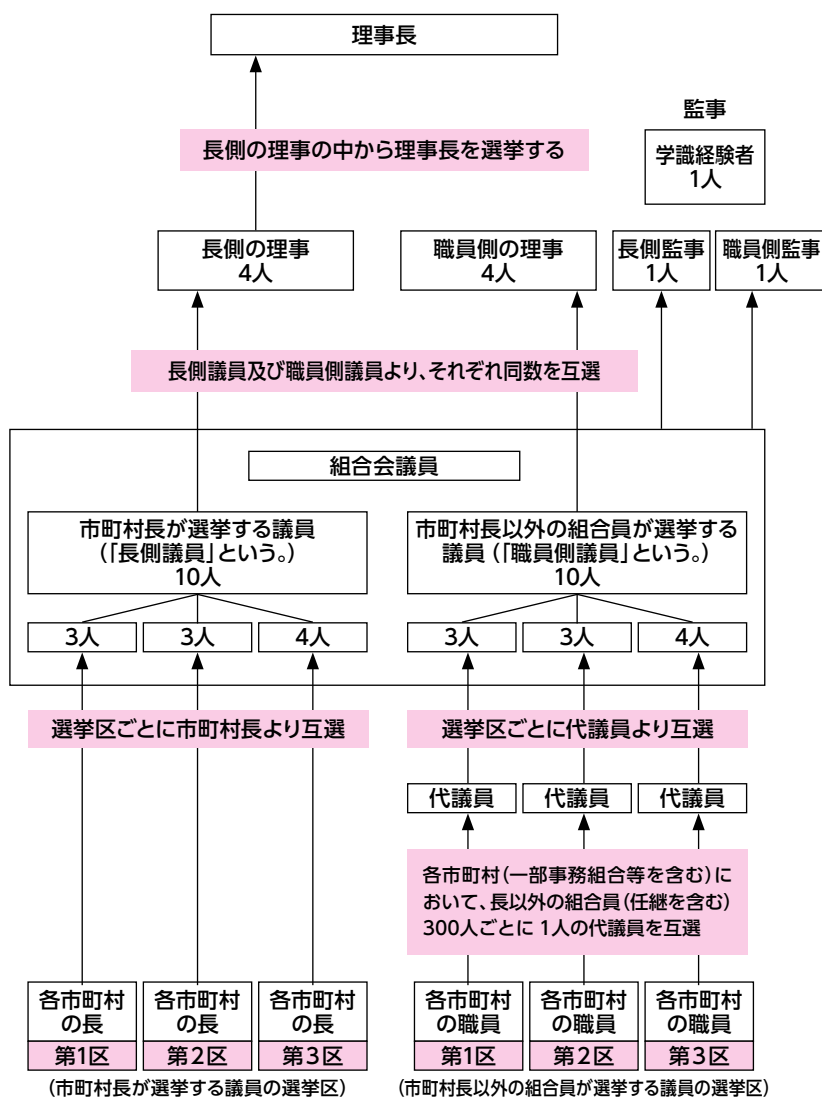 理事長
監事
長側の理事の中から理事長を選挙する
学識経験者
1人
長側の理事
4人
職員側の理事
4人
長側監事
1人
職員側監事
1人
長側議員及び職員側議員より、それぞれ同数を互選
組合会議員
市町村長が選挙する議員
(「長側議員」という。)
10人
市町村長以外の組合員が選挙する
議員(「職員側議員」という。)
10人
3人
3人
4人
3人
3人
4人
選挙区ごとに市町村長より互選
選挙区ごとに代議員より互選
代議員
代議員
代議員
各市町村(一部事務組合等を含む)に
おいて、長以外の組合員(任継を含む)
300人ごとに1人の代議員を互選
各市町村
の長
第1区
各市町村
の長
第2区
各市町村
の長
第3区
各市町村
の職員
第1区
各市町村
の職員
第2区
各市町村
の職員
第3区
(市町村長が選挙する議員の選挙区)
(市町村長以外の組合員が選挙する議員の選挙区)